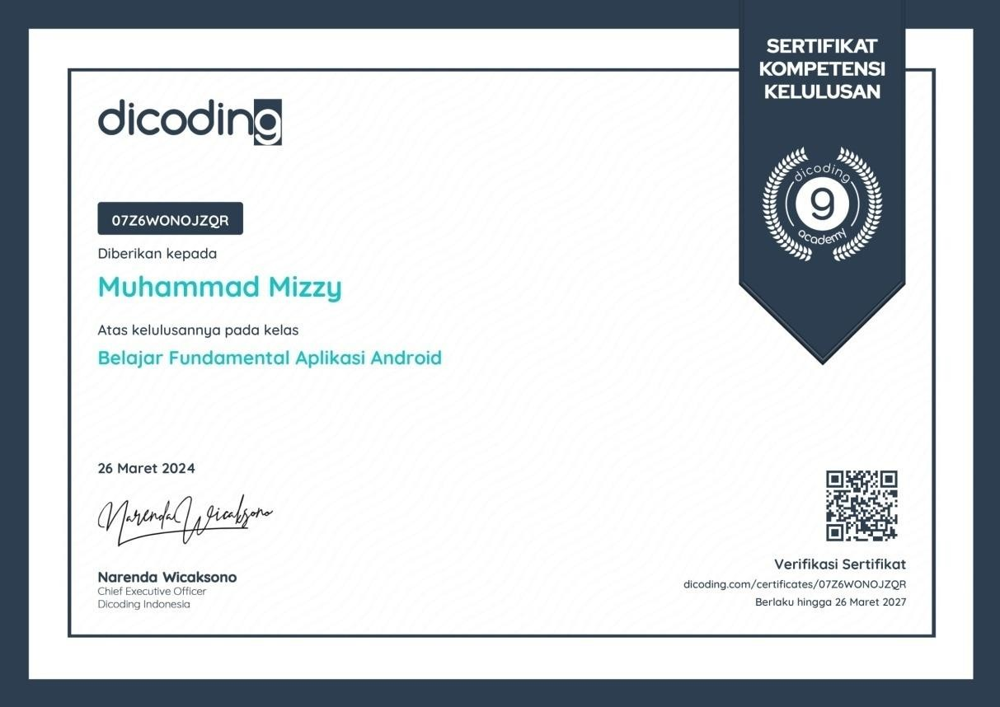 SERTIFIKAT
KOMPETENSI
KELULUSAN
dicoding
dicoding
9
academy
07Z6WONOJZQR
Diberikan kepada
Muhammad Mizzy
Atas kelulusannya pada kelas
Belajar Fundamental Aplikasi Android
26 Maret 2024
Narenda Wicaksono
Narenda Wicaksono
Chief Executive Officer
Dicoding Indonesia
Verifikasi Sertifikat
dicoding.com/certificates/07Z6WONOJZQR
Berlaku hingga 26 Maret 2027